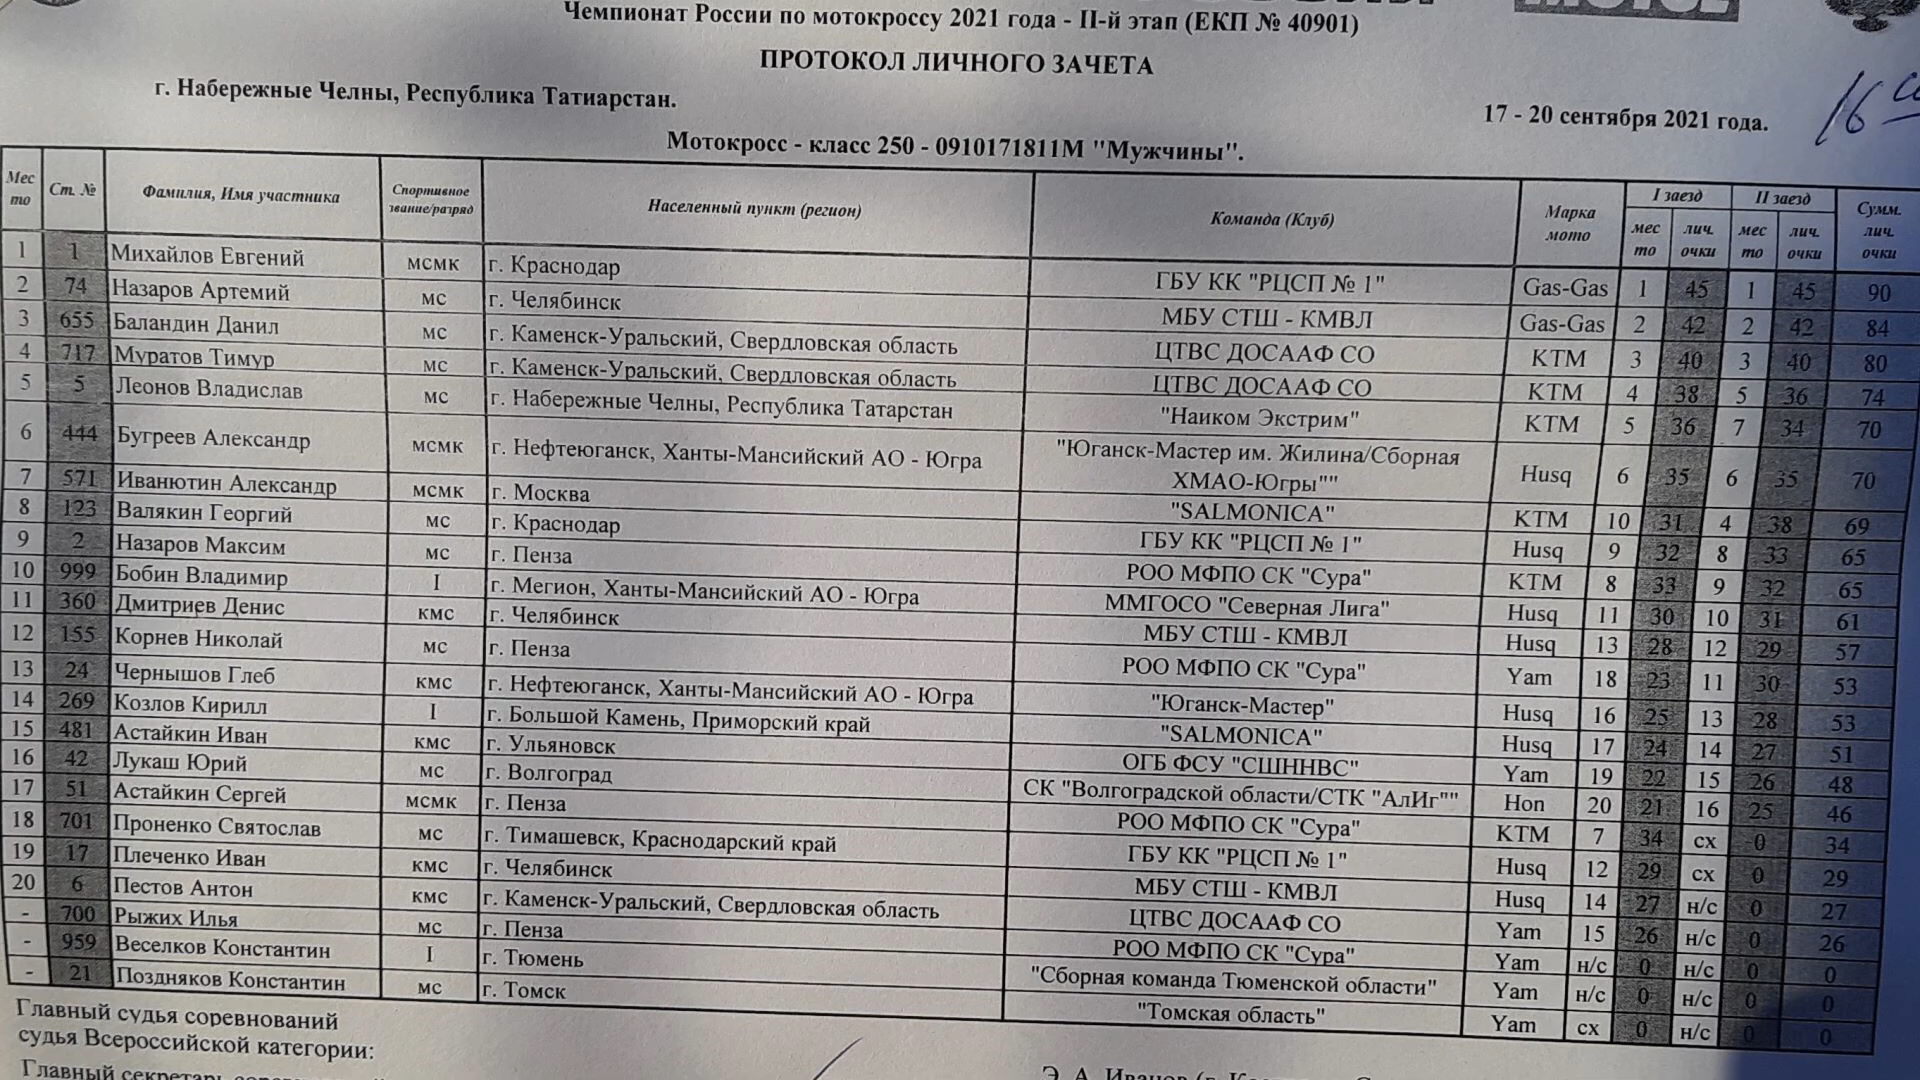 Чемпионат России по мотокроссу 2021 года - II-й этап (ЕКП № 40901)
ПРОТОКОЛ ЛИЧНОГО ЗАЧЕТА
г. Набережные Челны, Республика Татиарстан.
17 - 20 сентября 2021 года.
16
Мотокросс - класс 250 - 0910171811М "Мужчины".
Мес то Ст. № Фамилия, Имя участника Спортивное звание/разряд Населенный пункт (регион) Команда (Клуб) Марка мото I заезд II заезд Сумм. лич. очки
мес то лич. очки мес то лич. очки
1 1 Михайлов Евгений мсмк г. Краснодар ГБУ КК "РЦСП № 1" Gas-Gas 1 45 1 45 90
2 74 Назаров Артемий мс г. Челябинск МБУ СТШ - КМВЛ Gas-Gas 2 42 2 42 84
3 655 Баландин Данил мс г. Каменск-Уральский, Свердловская область ЦТВС ДОСААФ СО KTM 3 40 3 40 80
4 717 Муратов Тимур мс г. Каменск-Уральский, Свердловская область ЦТВС ДОСААФ СО KTM 4 38 5 36 74
5 5 Леонов Владислав мс г. Набережные Челны, Республика Татарстан "Наиком Экстрим" KTM 5 36 7 34 70
6 444 Бугреев Александр мсмк г. Нефтеюганск, Ханты-Мансийский АО - Югра "Юганск-Мастер им. Жилина/Сборная ХМАО-Югры"" Husq 6 35 6 35 70
7 571 Иванютин Александр мсмк г. Москва "SALMONICA" KTM 10 31 4 38 69
8 123 Валякин Георгий мс г. Краснодар ГБУ КК "РЦСП № 1" Husq 9 32 8 33 65
9 2 Назаров Максим мс г. Пенза РОО МФПО СК "Сура" KTM 8 33 9 32 65
10 999 Бобин Владимир I г. Мегион, Ханты-Мансийский АО - Югра ММГОСО "Северная Лига" Husq 11 30 10 31 61
11 360 Дмитриев Денис кмс г. Челябинск МБУ СТШ - КМВЛ Husq 13 28 12 29 57
12 155 Корнев Николай мс г. Пенза РОО МФПО СК "Сура" Yam 18 23 11 30 53
13 24 Чернышов Глеб кмс г. Нефтеюганск, Ханты-Мансийский АО - Югра "Юганск-Мастер" Husq 16 25 13 28 53
14 269 Козлов Кирилл I г. Большой Камень, Приморский край "SALMONICA" Husq 17 24 14 27 51
15 481 Астайкин Иван кмс г. Ульяновск ОГБ ФСУ "СШННВС" Yam 19 22 15 26 48
16 42 Лукаш Юрий мс г. Волгоград СК "Волгоградской области/СТК "АлИг"" Hon 20 21 16 25 46
17 51 Астайкин Сергей мсмк г. Пенза РОО МФПО СК "Сура" KTM 7 34 сх 0 34
18 701 Проненко Святослав мс г. Тимашевск, Краснодарский край ГБУ КК "РЦСП № 1" Husq 12 29 сх 0 29
19 17 Плеченко Иван кмс г. Челябинск МБУ СТШ - КМВЛ Husq 14 27 н/с 0 27
20 6 Пестов Антон кмс г. Каменск-Уральский, Свердловская область ЦТВС ДОСААФ СО Yam 15 26 н/с 0 26
- 700 Рыжих Илья мс г. Пенза РОО МФПО СК "Сура" Yam н/с 0 н/с 0 0
- 959 Веселков Константин I г. Тюмень "Сборная команда Тюменской области" Yam н/с 0 н/с 0 0
- 21 Поздняков Константин мс г. Томск "Томская область" Yam сх 0 н/с 0 0
Главный судья соревнований
судья Всероссийской категории:
Главный секретарь
Э. А. Иванов (г.